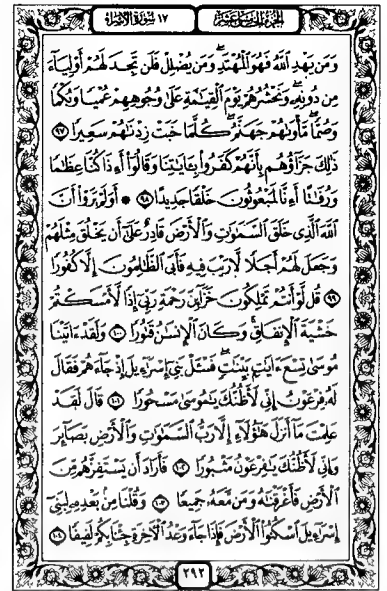 الجزء الخامس عشر ١٧ سورة الإسراء
وَمَن يَهْدِ ٱللَّهُ فَهُوَ ٱلْمُهْتَدِ ۖ وَمَن يُضْلِلْ فَلَن تَجِدَ لَهُمْ أَوْلِيَآءَ
مِن دُونِهِۦ ۖ وَنَحْشُرُهُمْ يَوْمَ ٱلْقِيَٰمَةِ عَلَىٰ وُجُوهِهِمْ عُمْيًا وَبُكْمًا
وَصُمًّا ۖ مَّأْوَىٰهُمْ جَهَنَّمُ ۖ كُلَّمَا خَبَتْ زِدْنَٰهُمْ سَعِيرًا ٩٧
ذَٰلِكَ جَزَآؤُهُم بِأَنَّهُمْ كَفَرُوا۟ بِـَٔايَٰتِنَا وَقَالُوٓا۟ أَءِذَا كُنَّا عِظَٰمًا
وَرُفَٰتًا أَءِنَّا لَمَبْعُوثُونَ خَلْقًا جَدِيدًا ٩٨ ۞ أَوَلَمْ يَرَوْا۟ أَنَّ
ٱللَّهَ ٱلَّذِى خَلَقَ ٱلسَّمَٰوَٰتِ وَٱلْأَرْضَ قَادِرٌ عَلَىٰٓ أَن يَخْلُقَ مِثْلَهُمْ
وَجَعَلَ لَهُمْ أَجَلًا لَّا رَيْبَ فِيهِ فَأَبَى ٱلظَّٰلِمُونَ إِلَّا كُفُورًا
٩٩ قُل لَّوْ أَنتُمْ تَمْلِكُونَ خَزَآئِنَ رَحْمَةِ رَبِّىٓ إِذًا لَّأَمْسَكْتُمْ
خَشْيَةَ ٱلْإِنفَاقِ ۚ وَكَانَ ٱلْإِنسَٰنُ قَتُورًا ١٠٠ وَلَقَدْ ءَاتَيْنَا
مُوسَىٰ تِسْعَ ءَايَٰتٍۭ بَيِّنَٰتٍ ۖ فَسْـَٔلْ بَنِىٓ إِسْرَٰٓءِيلَ إِذْ جَآءَهُمْ فَقَالَ
لَهُۥ فِرْعَوْنُ إِنِّى لَأَظُنُّكَ يَٰمُوسَىٰ مَسْحُورًا ١٠١ قَالَ لَقَدْ
عَلِمْتَ مَآ أَنزَلَ هَٰٓؤُلَآءِ إِلَّا رَبُّ ٱلسَّمَٰوَٰتِ وَٱلْأَرْضِ بَصَآئِرَ
وَإِنِّى لَأَظُنُّكَ يَٰفِرْعَوْنُ مَثْبُورًا ١٠٢ فَأَرَادَ أَن يَسْتَفِزَّهُم مِّنَ
ٱلْأَرْضِ فَأَغْرَقْنَٰهُ وَمَن مَّعَهُۥ جَمِيعًا ١٠٣ وَقُلْنَا مِنۢ بَعْدِهِۦ لِبَنِىٓ
إِسْرَٰٓءِيلَ ٱسْكُنُوا۟ ٱلْأَرْضَ فَإِذَا جَآءَ وَعْدُ ٱلْـَٔاخِرَةِ جِئْنَا بِكُمْ لَفِيفًا ١٠٤
٢٩٢